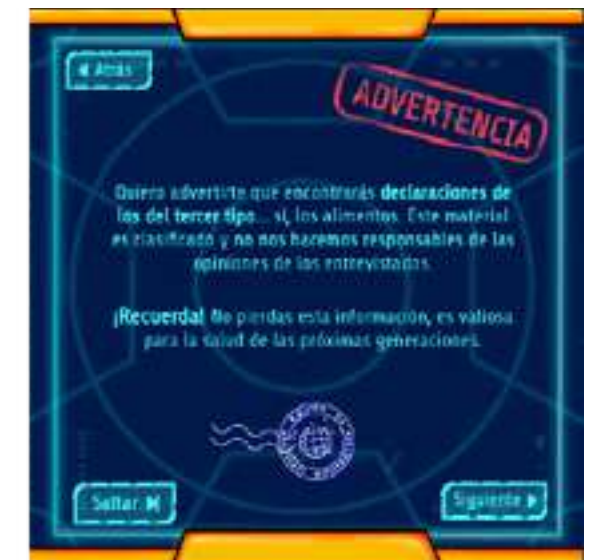 Atrás
ADVERTENCIA
Quiero advertirte que encontrarás declaraciones de
los del tercer tipo... sí, los alimentos. Este material
es clasificado y no nos hacemos responsables de las
opiniones de los entrevistados.
¡Recuerda! No pierdas esta información, es valiosa
para la salud de las próximas generaciones.
Saltar
Siguiente